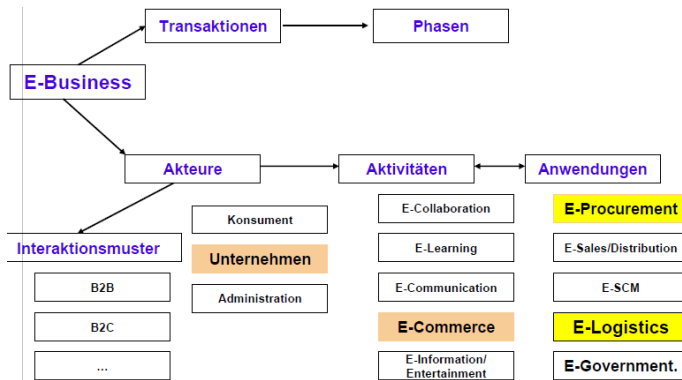 Transaktionen
Phasen
E-Business
Akteure
Aktivitäten
Anwendungen
Interaktionsmuster
B2B
B2C
...
Konsument
Unternehmen
Administration
E-Collaboration
E-Learning
E-Communication
E-Commerce
E-Information/
Entertainment
E-Procurement
E-Sales/Distribution
E-SCM
E-Logistics
E-Government.